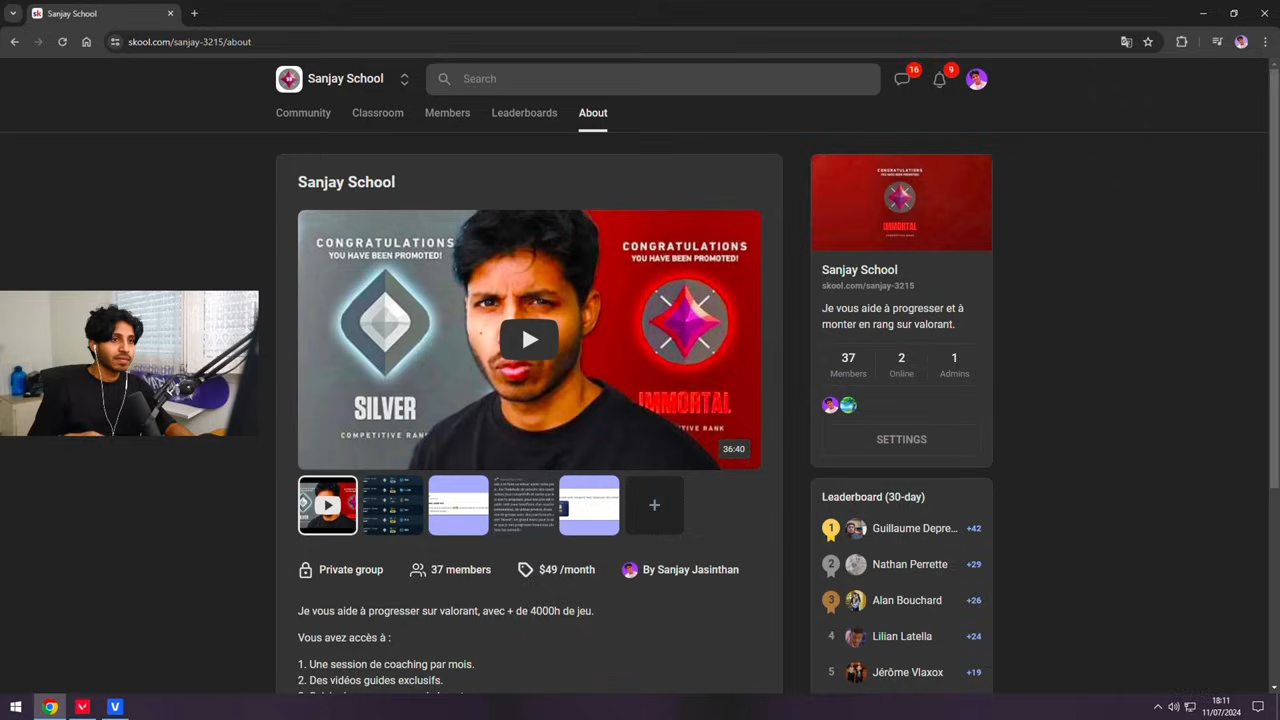 Sanjay School
skool.com/sanjay-3215/about
Sanjay School
Search
16
9
Community
Classroom
Members
Leaderboards
About
Sanjay School
CONGRATULATIONS
YOU HAVE BEEN PROMOTED!
SILVER
COMPETITIVE RANK
CONGRATULATIONS
YOU HAVE BEEN PROMOTED!
IMMORTAL
36:40
Private group
37 members
$49 /month
By Sanjay Jasinthan
Je vous aide à progresser sur valorant, avec + de 4000h de jeu.
Vous avez accès à :
1. Une session de coaching par mois.
2. Des vidéos guides exclusifs.
CONGRATULATIONS
YOU HAVE BEEN PROMOTED!
IMMORTAL
Sanjay School
skool.com/sanjay-3215
Je vous aide à progresser et à
monter en rang sur valorant.
37
Members
2
Online
1
Admins
SETTINGS
Leaderboard (30-day)
1 Guillaume Depre... +42
2 Nathan Perrette +29
3 Alan Bouchard +26
4 Lilian Latella +24
5 Jérôme Vlaxox +19
18:11
11/07/2024